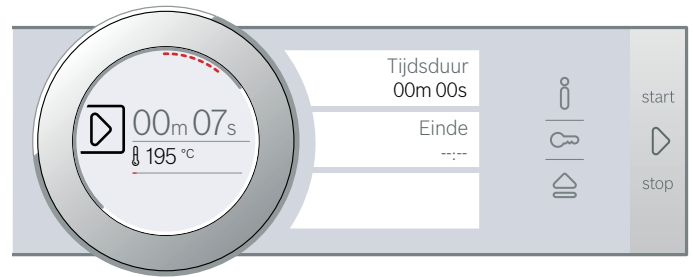 00m 07s
195 °C
Tijdsduur
00m 00s
Einde
--:--
start
stop